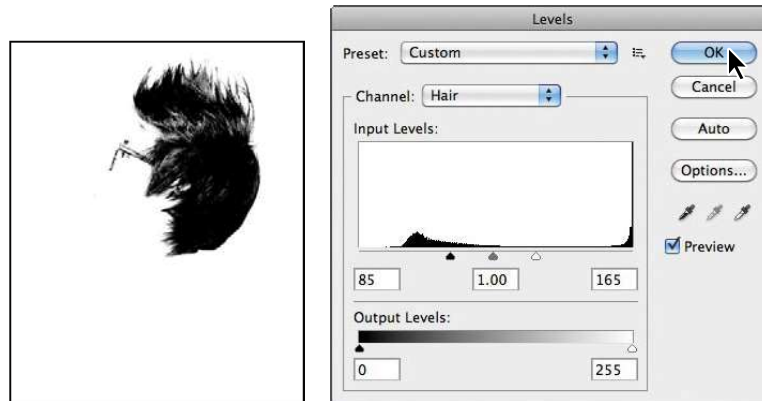 Levels
Preset: Custom
OK
Channel: Hair
Cancel
Input Levels:
Auto
Options...
Preview
85 1.00 165
Output Levels:
0 255